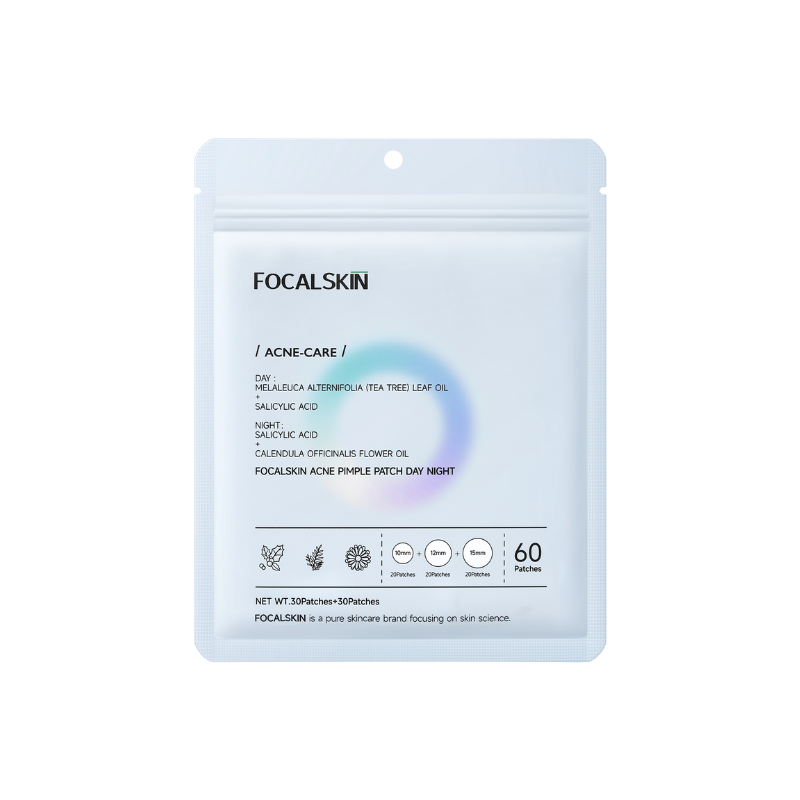 FOCALSKIN
/ ACNE-CARE /
DAY :
MELALEUCA ALTERNIFOLIA (TEA TREE) LEAF OIL
+
SALICYLIC ACID
NIGHT :
SALICYLIC ACID
+
CALENDULA OFFICINALIS FLOWER OIL
FOCALSKIN ACNE PIMPLE PATCH DAY NIGHT
10mm + 12mm + 15mm
20Patches 20Patches 20Patches
60
Patches
NET WT.30Patches+30Patches
FOCALSKIN is a pure skincare brand focusing on skin science.